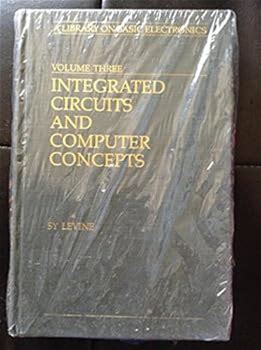 A LIBRARY ON BASIC ELECTRONICS
VOLUME THREE
INTEGRATED
CIRCUITS
AND
COMPUTER
CONCEPTS
SY LEVINE